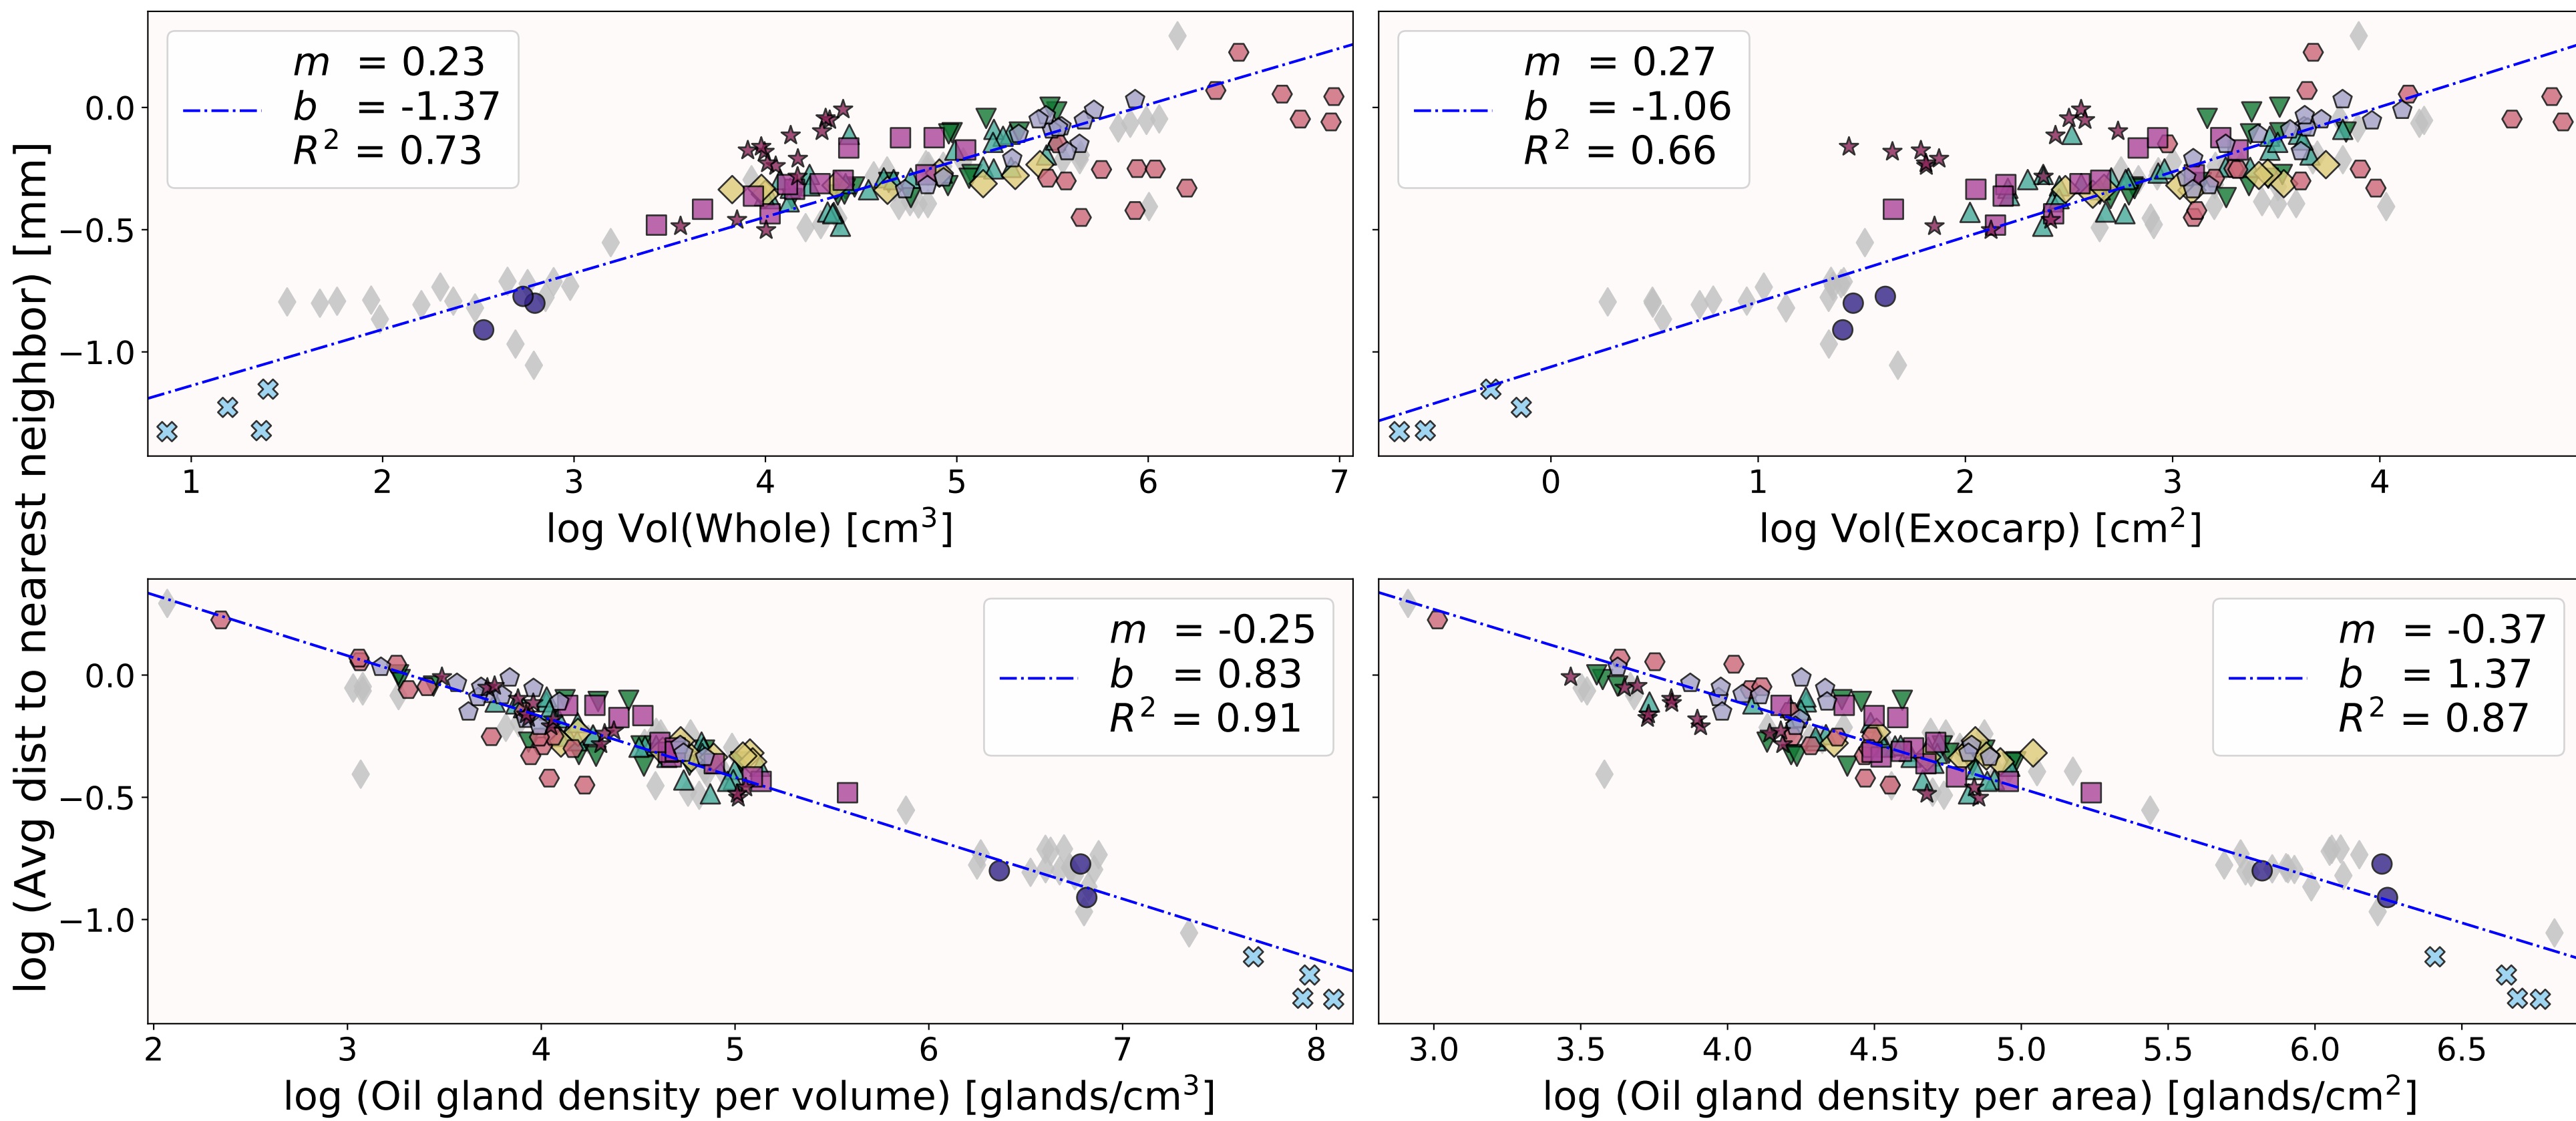 log (Avg dist to nearest neighbor) [mm]
m = 0.23
b = -1.37
R² = 0.73
0.0
−0.5
−1.0
1 2 3 4 5 6 7
log Vol(Whole) [cm³]
m = 0.27
b = -1.06
R² = 0.66
0 1 2 3 4
log Vol(Exocarp) [cm²]
m = -0.25
b = 0.83
R² = 0.91
0.0
−0.5
−1.0
2 3 4 5 6 7 8
log (Oil gland density per volume) [glands/cm³]
m = -0.37
b = 1.37
R² = 0.87
3.0 3.5 4.0 4.5 5.0 5.5 6.0 6.5
log (Oil gland density per area) [glands/cm²]